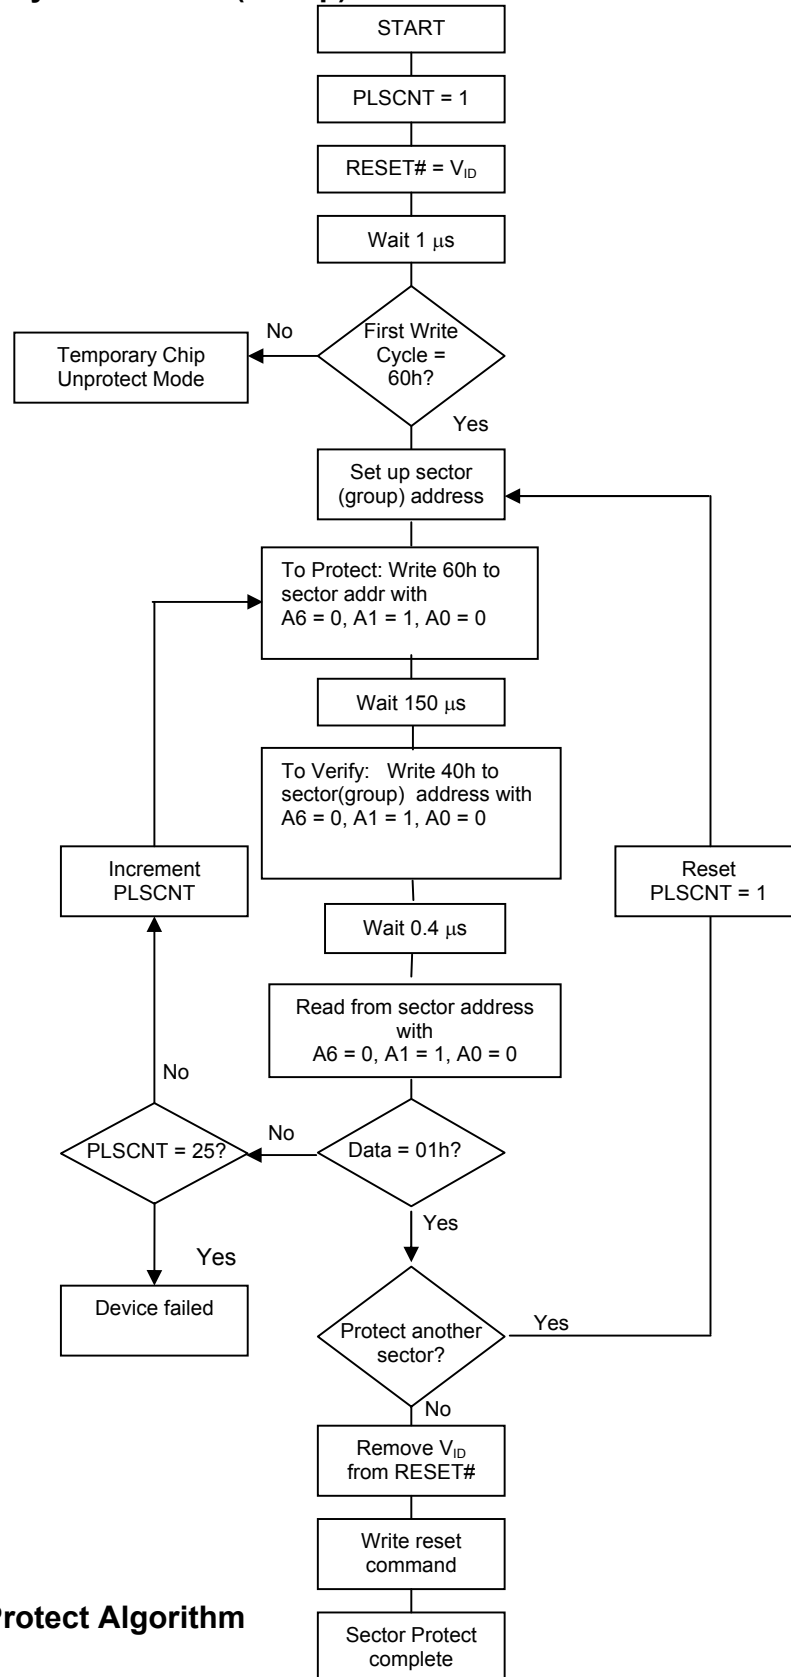 START
PLSCNT = 1
RESET# = VID
Wait 1 μs
First Write
Cycle =
60h?
No
Temporary Chip
Unprotect Mode
Yes
Set up sector
(group) address
To Protect: Write 60h to
sector addr with
A6 = 0, A1 = 1, A0 = 0
Wait 150 μs
To Verify: Write 40h to
sector(group) address with
A6 = 0, A1 = 1, A0 = 0
Increment
PLSCNT
Reset
PLSCNT = 1
Wait 0.4 μs
Read from sector address
with
A6 = 0, A1 = 1, A0 = 0
No
PLSCNT = 25?
No
Data = 01h?
Yes
Yes
Device failed
Protect another
sector?
Yes
No
Remove VID
from RESET#
Write reset
command
Protect Algorithm
Sector Protect
complete